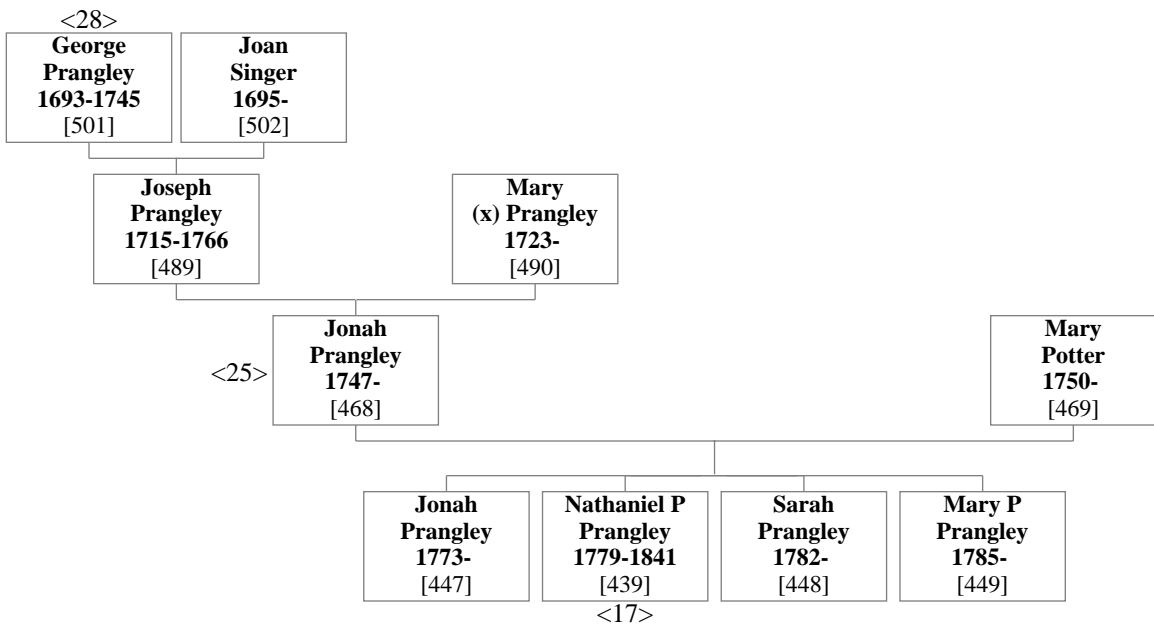 <28>
George
Prangley
1693-1745
[501]
Joan
Singer
1695-
[502]
Joseph
Prangley
1715-1766
[489]
Mary
(x) Prangley
1723-
[490]
<25>
Jonah
Prangley
1747-
[468]
Mary
Potter
1750-
[469]
Jonah
Prangley
1773-
[447]
Nathaniel P
Prangley
1779-1841
[439]
<17>
Sarah
Prangley
1782-
[448]
Mary P
Prangley
1785-
[449]